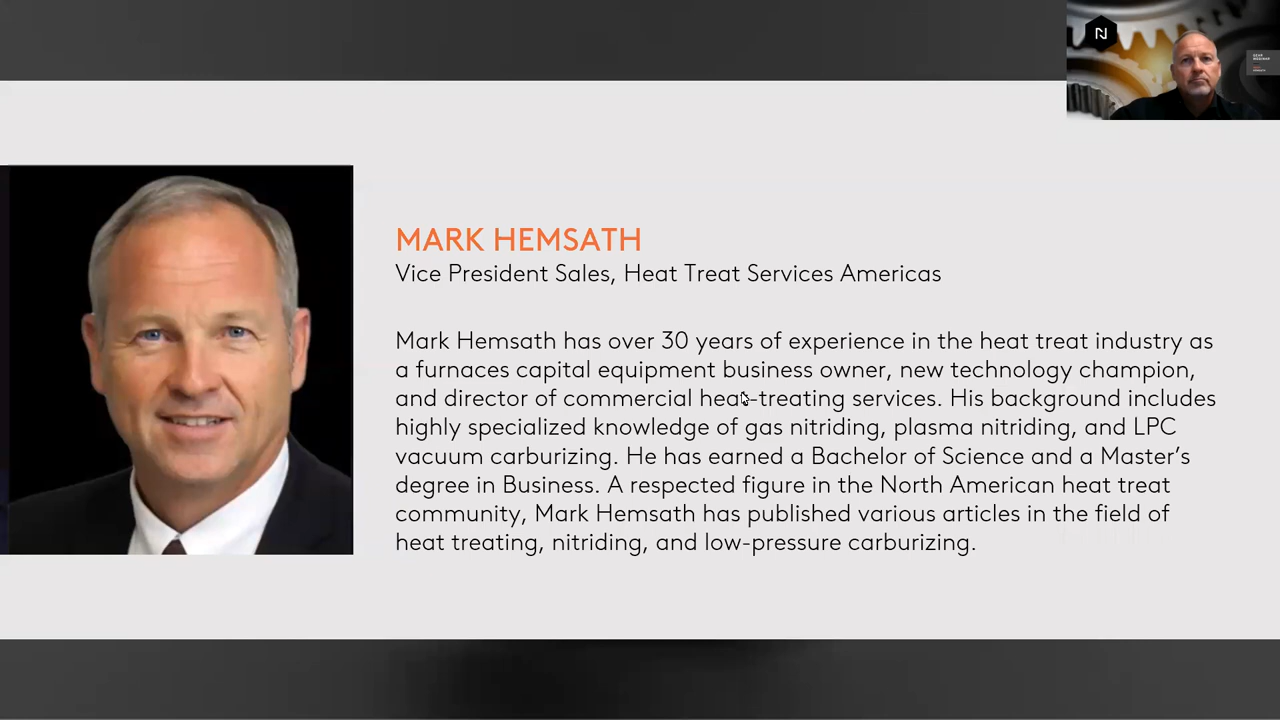 N
GEAR
WEBINAR
MARK HEMSATH
Vice President Sales, Heat Treat Services Americas
Mark Hemsath has over 30 years of experience in the heat treat industry as
a furnaces capital equipment business owner, new technology champion,
and director of commercial heat-treating services. His background includes
highly specialized knowledge of gas nitriding, plasma nitriding, and LPC
vacuum carburizing. He has earned a Bachelor of Science and a Master’s
degree in Business. A respected figure in the North American heat treat
community, Mark Hemsath has published various articles in the field of
heat treating, nitriding, and low-pressure carburizing.